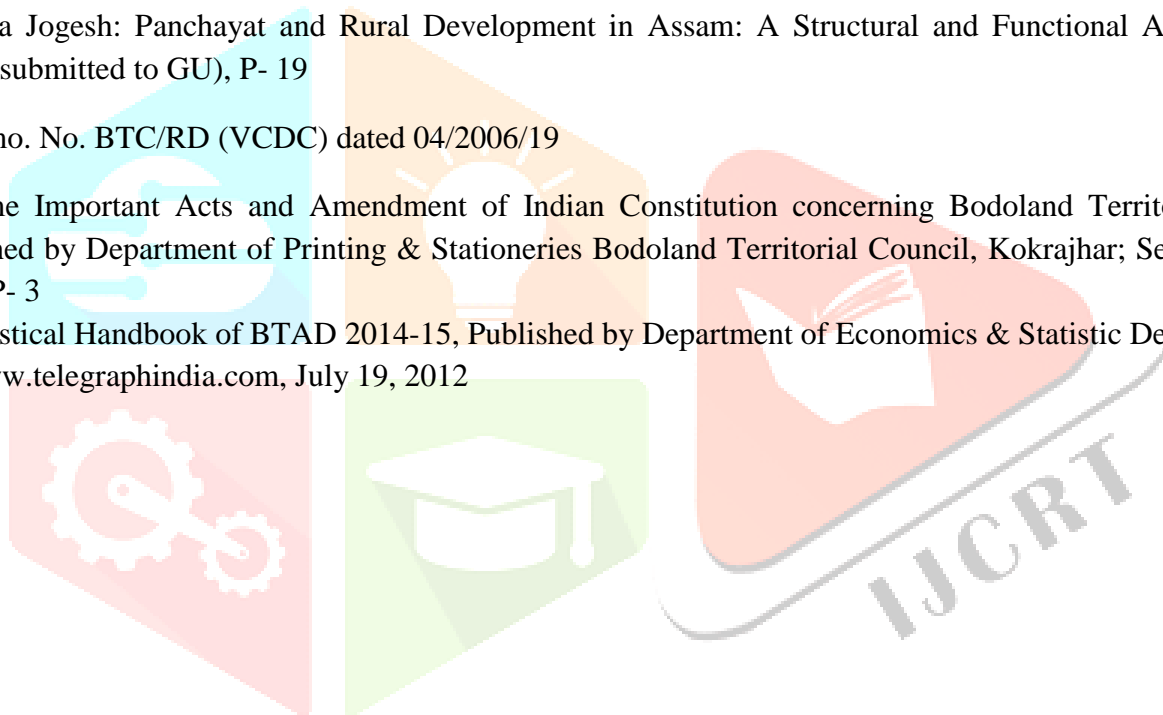 a Jogesh: Panchayat and Rural Development in Assam: A Structural and Functional A
submitted to GU), P- 19
no. No. BTC/RD (VCDC) dated 04/2006/19
ne Important Acts and Amendment of Indian Constitution concerning Bodoland Territo
ned by Department of Printing & Stationeries Bodoland Territorial Council, Kokrajhar; Se
P- 3
stical Handbook of BTAD 2014-15, Published by Department of Economics & Statistic De
w.telegraphindia.com, July 19, 2012
IJCRT